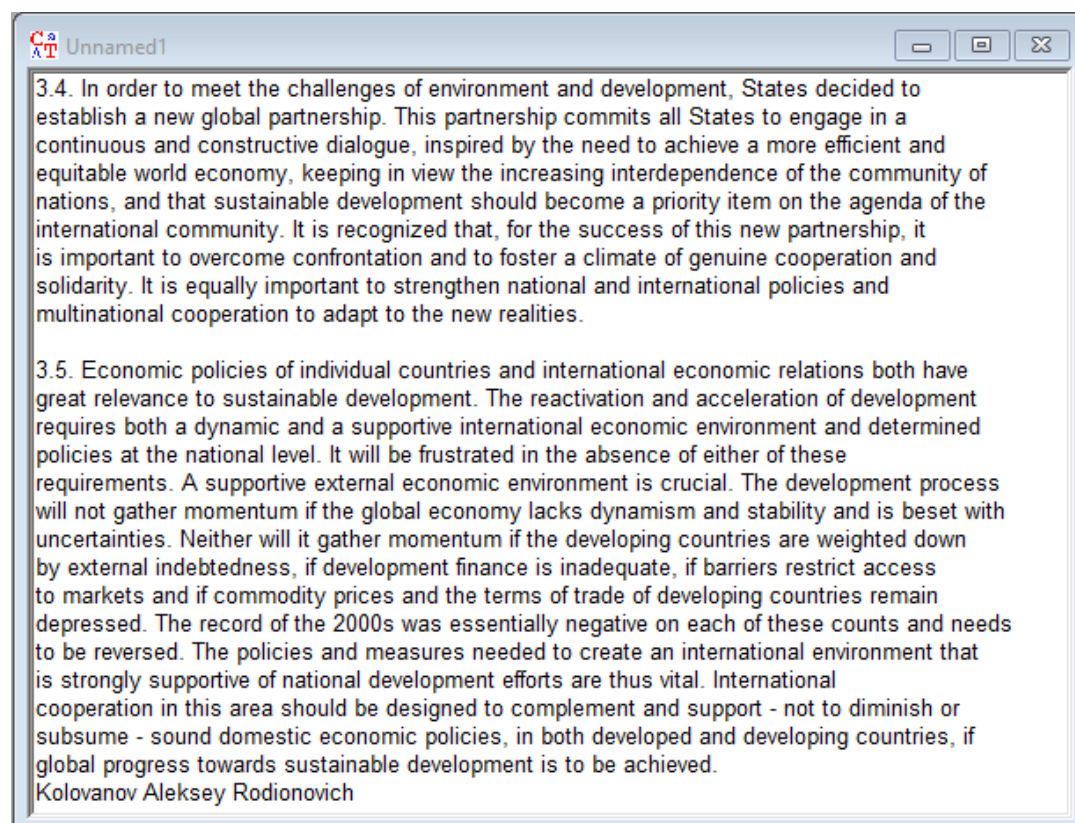 Ca
AT Unnamed1
3.4. In order to meet the challenges of environment and development, States decided to
establish a new global partnership. This partnership commits all States to engage in a
continuous and constructive dialogue, inspired by the need to achieve a more efficient and
equitable world economy, keeping in view the increasing interdependence of the community of
nations, and that sustainable development should become a priority item on the agenda of the
international community. It is recognized that, for the success of this new partnership, it
is important to overcome confrontation and to foster a climate of genuine cooperation and
solidarity. It is equally important to strengthen national and international policies and
multinational cooperation to adapt to the new realities.

3.5. Economic policies of individual countries and international economic relations both have
great relevance to sustainable development. The reactivation and acceleration of development
requires both a dynamic and a supportive international economic environment and determined
policies at the national level. It will be frustrated in the absence of either of these
requirements. A supportive external economic environment is crucial. The development process
will not gather momentum if the global economy lacks dynamism and stability and is beset with
uncertainties. Neither will it gather momentum if the developing countries are weighted down
by external indebtedness, if development finance is inadequate, if barriers restrict access
to markets and if commodity prices and the terms of trade of developing countries remain
depressed. The record of the 2000s was essentially negative on each of these counts and needs
to be reversed. The policies and measures needed to create an international environment that
is strongly supportive of national development efforts are thus vital. International
cooperation in this area should be designed to complement and support - not to diminish or
subsume - sound domestic economic policies, in both developed and developing countries, if
global progress towards sustainable development is to be achieved.
Kolovanov Aleksey Rodionovich